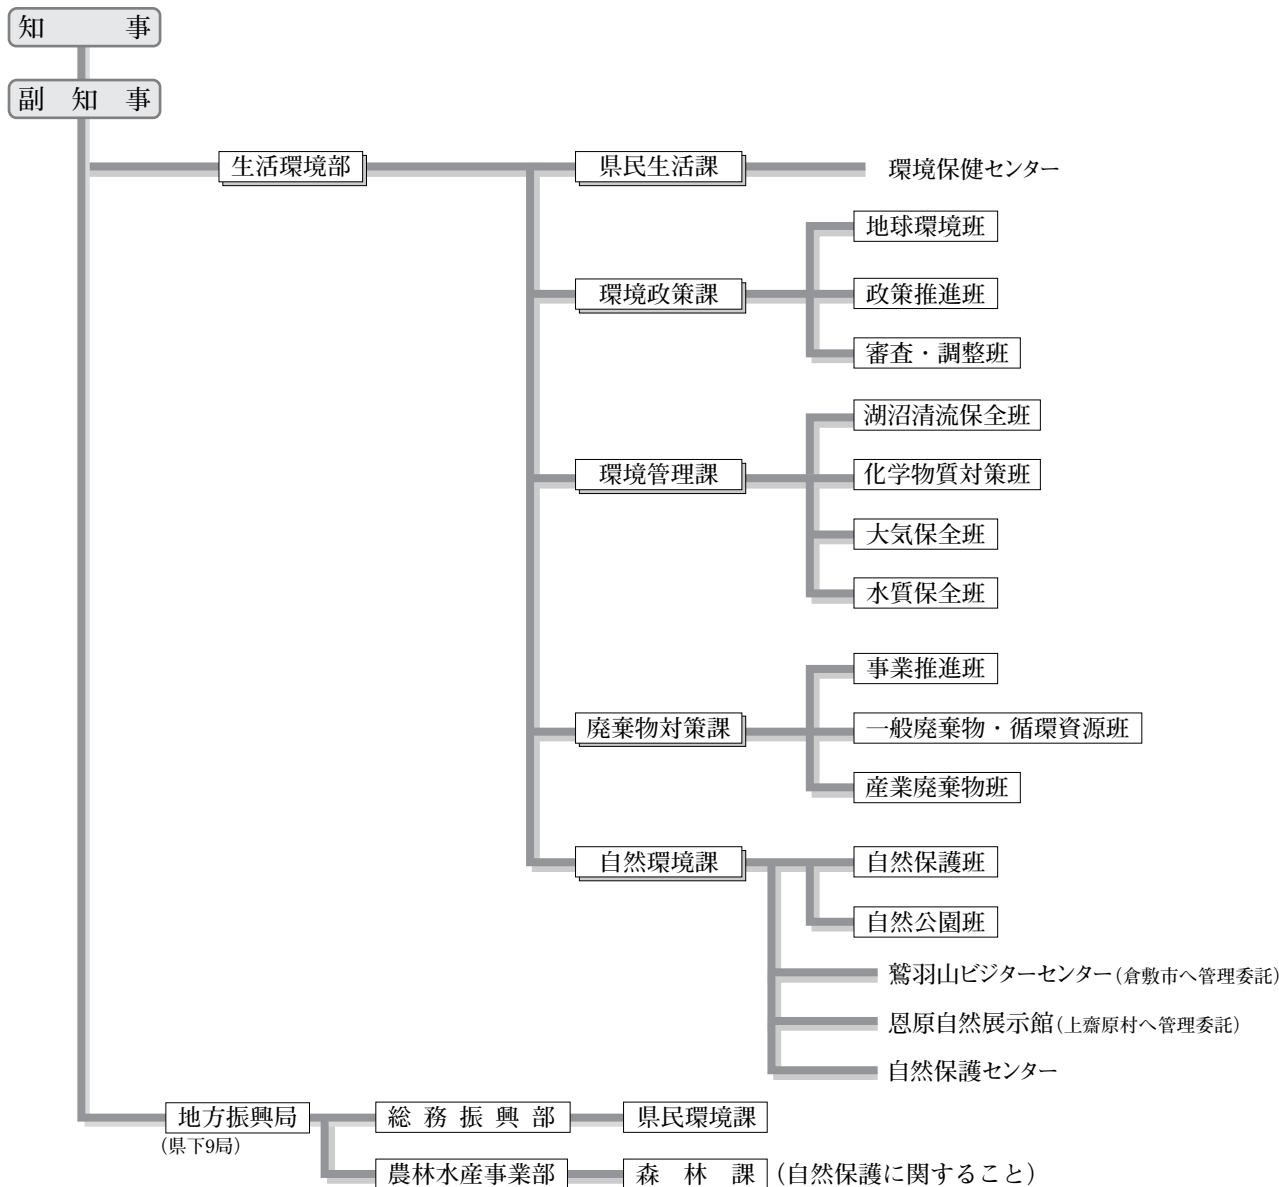 知事
副知事
生活環境部
県民生活課
環境保健センター
地球環境班
環境政策課
政策推進班
審査・調整班
湖沼清流保全班
環境管理課
化学物質対策班
大気保全班
水質保全班
事業推進班
廃棄物対策課
一般廃棄物・循環資源班
産業廃棄物班
自然環境課
自然保護班
自然公園班
鷲羽山ビジターセンター(倉敷市へ管理委託)
恩原自然展示館(上齋原村へ管理委託)
自然保護センター
地方振興局
総務振興部
県民環境課
(県下9局)
農林水産事業部
森林課
(自然保護に関すること)